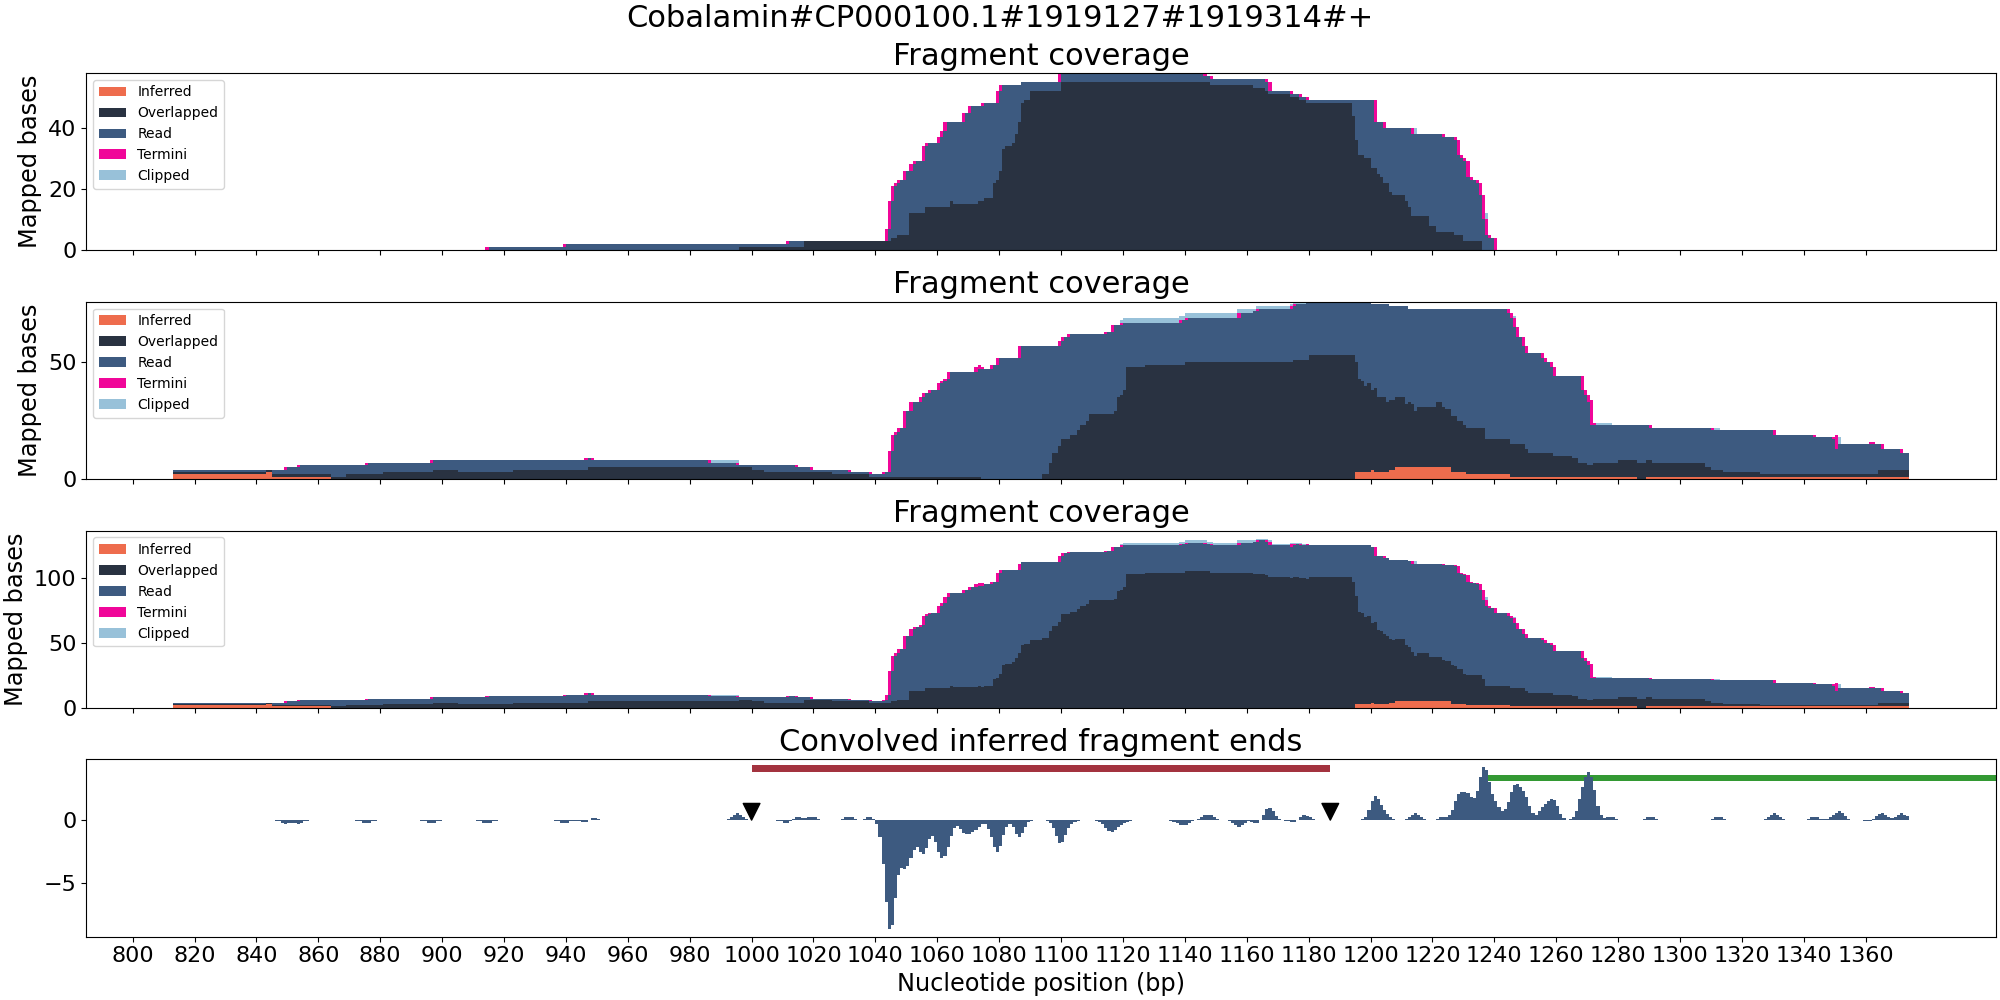 Cobalamin#CP000100.1#1919127#1919314#+
Fragment coverage
Mapped bases
40
20
0
Inferred
Overlapped
Read
Termini
Clipped
Fragment coverage
Mapped bases
50
0
Inferred
Overlapped
Read
Termini
Clipped
Fragment coverage
Mapped bases
100
50
0
Inferred
Overlapped
Read
Termini
Clipped
Convolved inferred fragment ends
0
−5
800 820 840 860 880 900 920 940 960 980 1000 1020 1040 1060 1080 1100 1120 1140 1160 1180 1200 1220 1240 1260 1280 1300 1320 1340 1360
Nucleotide position (bp)